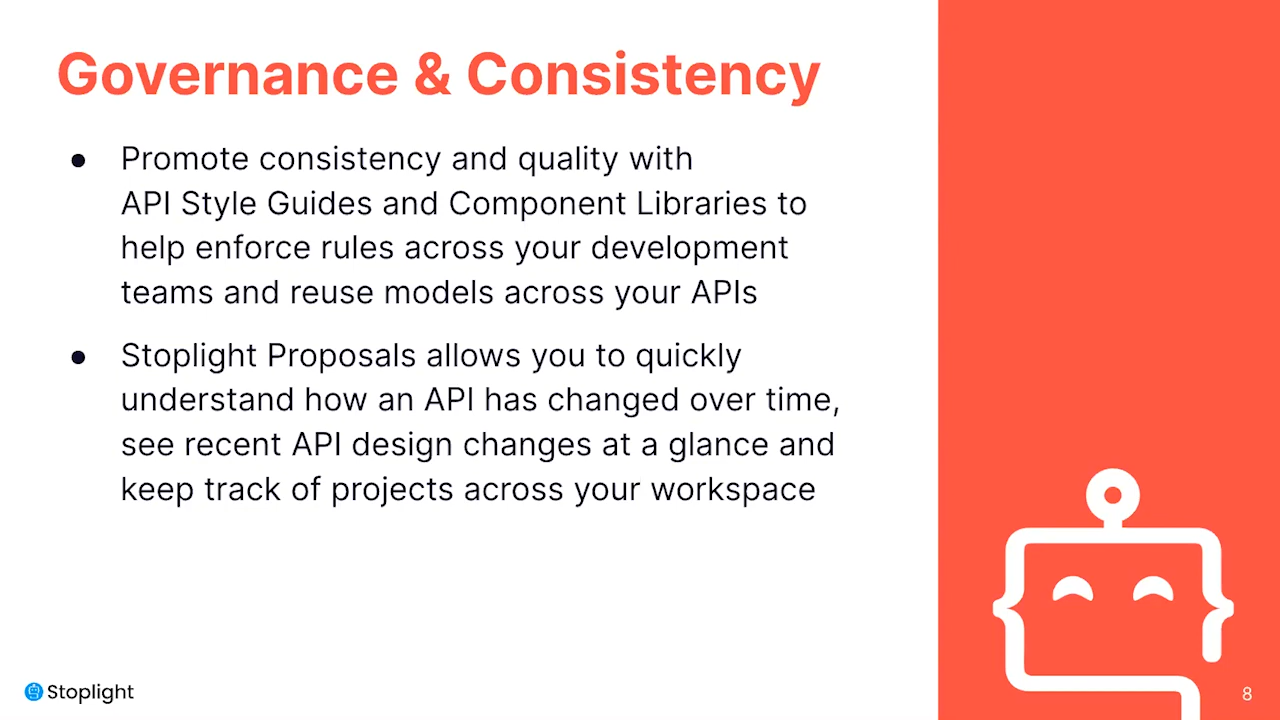 Governance & Consistency
● Promote consistency and quality with
API Style Guides and Component Libraries to
help enforce rules across your development
teams and reuse models across your APIs
● Stoplight Proposals allows you to quickly
understand how an API has changed over time,
see recent API design changes at a glance and
keep track of projects across your workspace
Stoplight
8